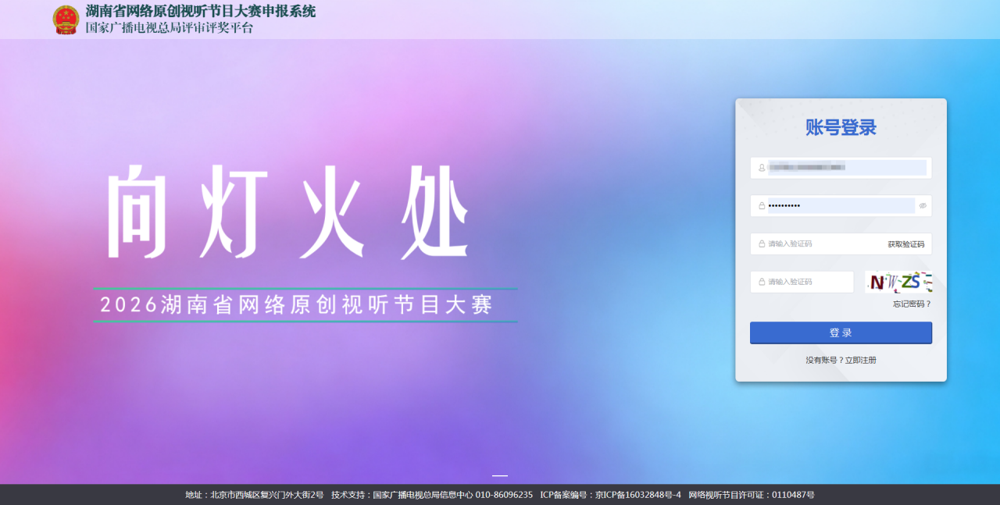 湖南省网络原创视听节目大赛申报系统
国家广播电视总局评审评奖平台
向灯火处
2026湖南省网络原创视听节目大赛
账号登录
••••••••••
请输入验证码 获取验证码
请输入验证码 NWZS
忘记密码？
登 录
没有账号？立即注册
地址：北京市西城区复兴门外大街2号 技术支持：国家广播电视总局信息中心 010-86096235 ICP备案编号：京ICP备16032848号-4 网络视听节目许可证：0110487号